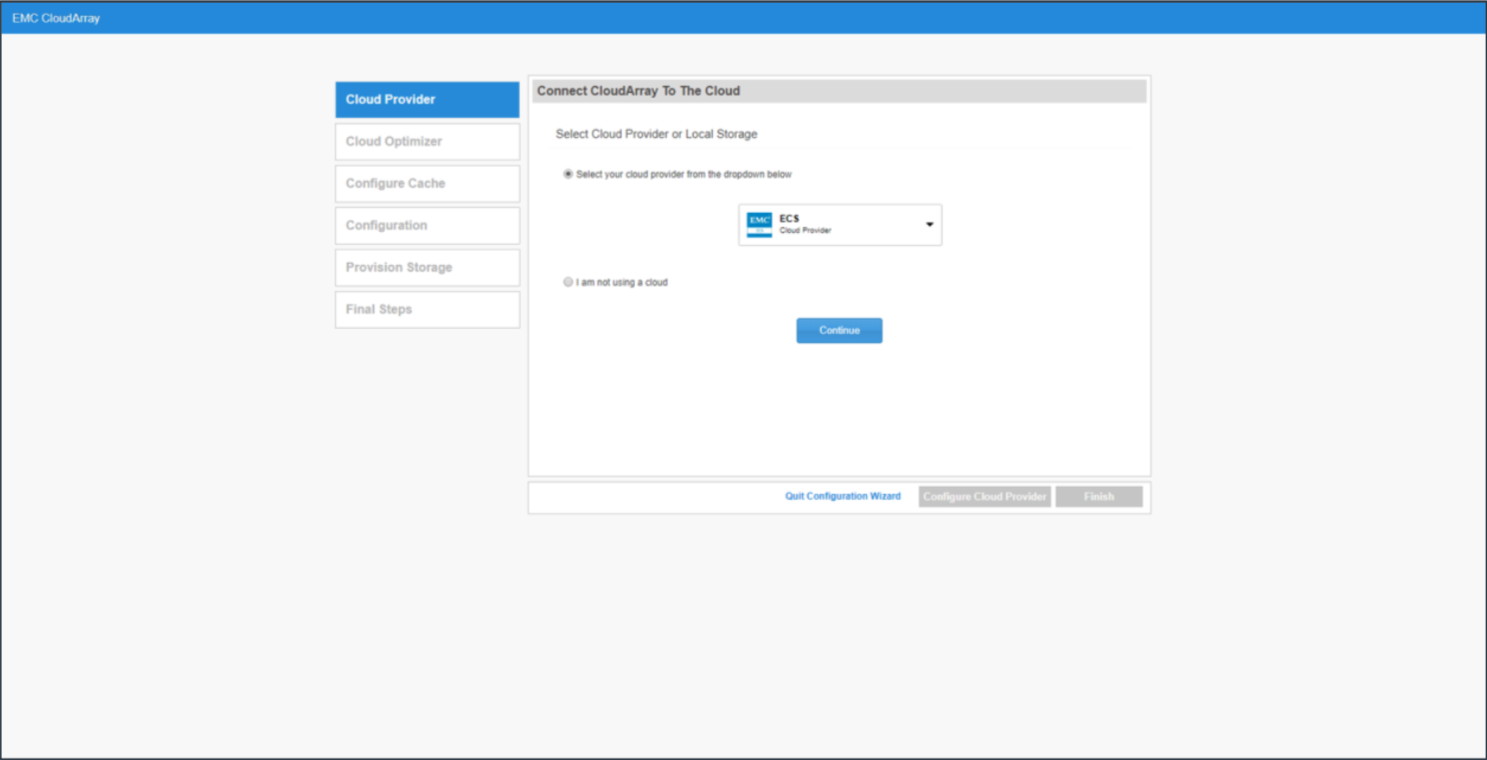 EMC CloudArray
Cloud Provider
Cloud Optimizer
Configure Cache
Configuration
Provision Storage
Final Steps
Connect CloudArray To The Cloud
Select Cloud Provider or Local Storage
Select your cloud provider from the dropdown below
EMC
ECS
Cloud Provider
I am not using a cloud
Continue
Quit Configuration Wizard
Configure Cloud Provider
Finish